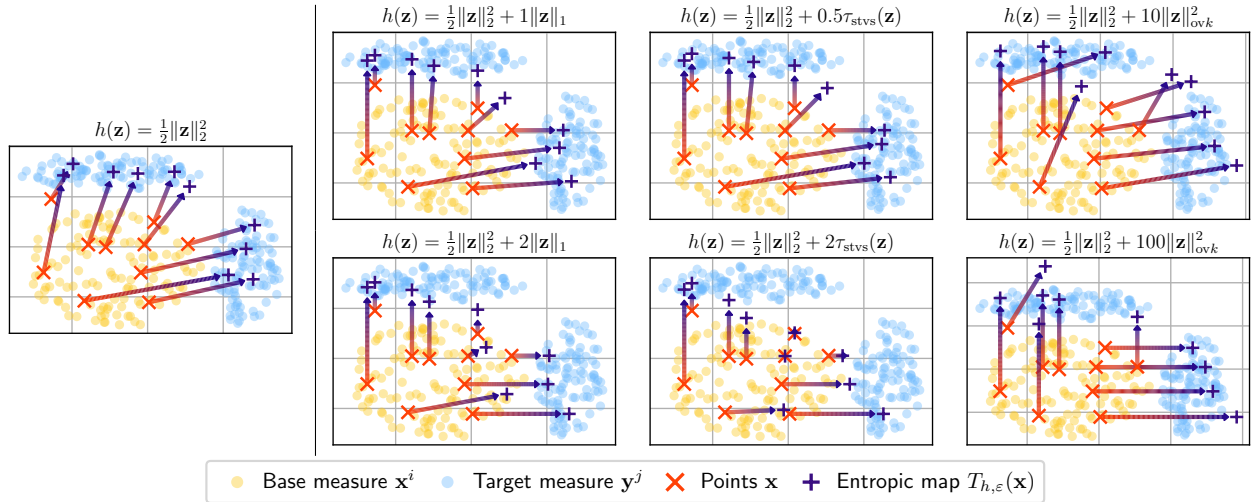 h(𝐳) = ½‖𝐳‖₂²
h(𝐳) = ½‖𝐳‖₂² + 1‖𝐳‖₁
h(𝐳) = ½‖𝐳‖₂² + 0.5τ_stvs(𝐳)
h(𝐳) = ½‖𝐳‖₂² + 10‖𝐳‖²_ovk
h(𝐳) = ½‖𝐳‖₂² + 2‖𝐳‖₁
h(𝐳) = ½‖𝐳‖₂² + 2τ_stvs(𝐳)
h(𝐳) = ½‖𝐳‖₂² + 100‖𝐳‖²_ovk
Base measure 𝐱ⁱ Target measure 𝐲ʲ Points 𝐱 Entropic map T_{h,ε}(𝐱)